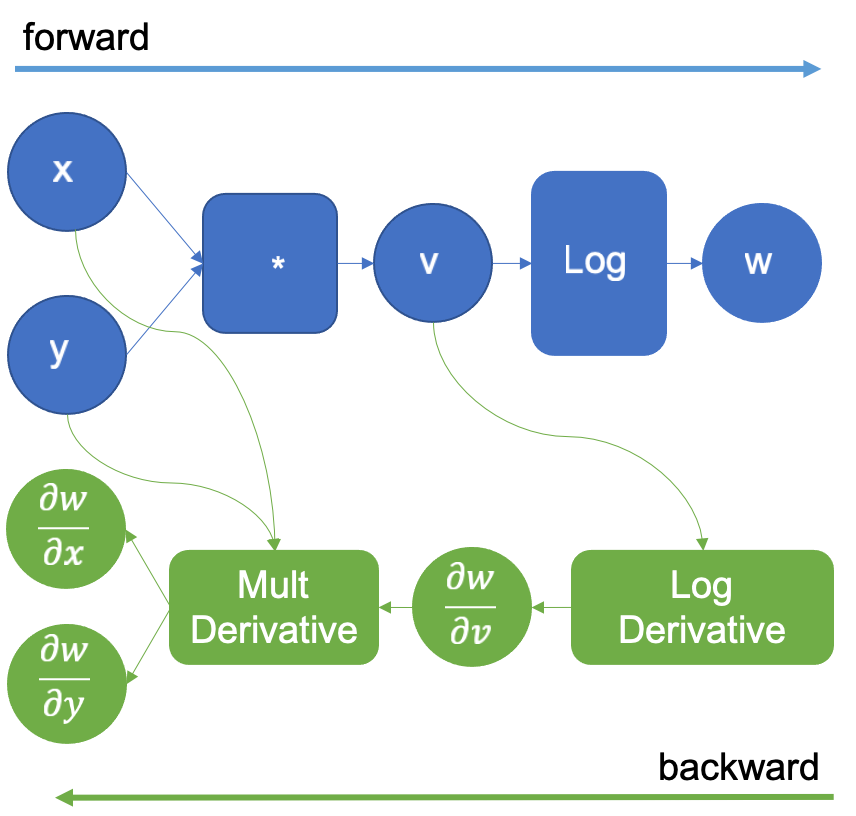 forward
x
*
v
Log
w
y
∂w
∂x
Mult
Derivative
∂w
∂v
Log
Derivative
∂w
∂y
backward